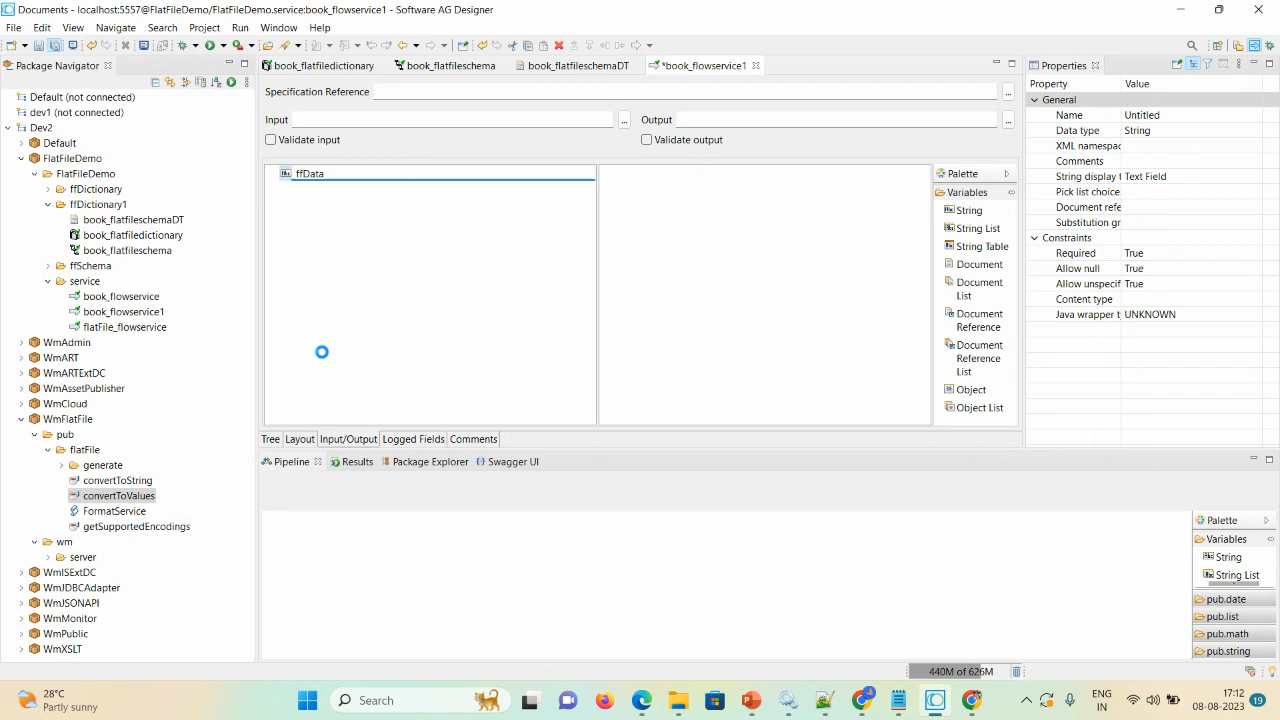 Documents - localhost:5557@FlatFileDemo/FlatFileDemo.service:book_flowservice1 - Software AG Designer
File Edit View Navigate Search Project Run Window Help
Package Navigator
Default (not connected)
dev1 (not connected)
Dev2
Default
FlatFileDemo
FlatFileDemo
ffDictionary
ffDictionary1
book_flatfileschemaDT
book_flatfiledictionary
book_flatfileschema
ffSchema
service
book_flowservice
book_flowservice1
flatFile_flowservice
WmAdmin
WmART
WmARTExtDC
WmAssetPublisher
WmCloud
WmFlatFile
pub
flatFile
generate
convertToString
convertToValues
FormatService
getSupportedEncodings
wm
server
WmISExtDC
WmJDBCAdapter
WmJSONAPI
WmMonitor
WmPublic
WmXSLT
book_flatfiledictionary book_flatfileschema book_flatfileschemaDT *book_flowservice1
Specification Reference ...
Input ... Output ...
Validate input Validate output
ffData
Palette
Variables
String
String List
String Table
Document
Document
List
Document
Reference
Document
Reference
List
Object
Object List
Tree Layout Input/Output Logged Fields Comments
Pipeline Results Package Explorer Swagger UI
Palette
Variables
String
String List
pub.date
pub.list
pub.math
pub.string
Properties
Property Value
General
Name Untitled
Data type String
XML namespac
Comments
String display t Text Field
Pick list choice
Document refe
Substitution gr
Constraints
Required True
Allow null True
Allow unspecif True
Content type
Java wrapper t UNKNOWN
440M of 626M
28°C
Partly sunny
Search
ENG
IN
17:12
08-08-2023
19